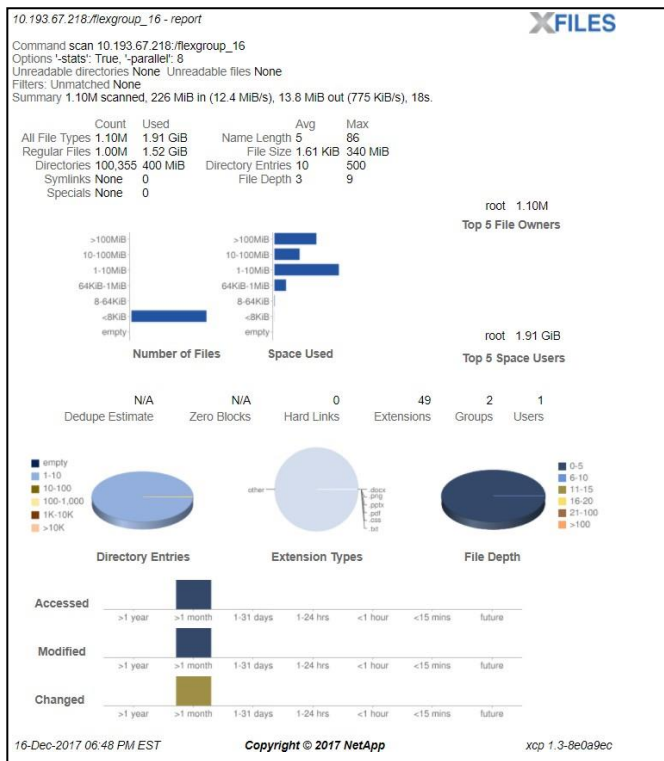 10.193.67.218:/flexgroup_16 - report
XFILES
Command scan 10.193.67.218:/flexgroup_16
Options '-stats': True, '-parallel': 8
Unreadable directories None Unreadable files None
Filters: Unmatched None
Summary 1.10M scanned, 226 MiB in (12.4 MiB/s), 13.8 MiB out (775 KiB/s), 18s.
Count Used Avg Max
All File Types 1.10M 1.91 GiB Name Length 5 86
Regular Files 1.00M 1.52 GiB File Size 1.61 KiB 340 MiB
Directories 100,355 400 MiB Directory Entries 10 500
Symlinks None 0 File Depth 3 9
Specials None 0
root 1.10M
Top 5 File Owners
>100MiB
10-100MiB
1-10MiB
64KiB-1MiB
8-64KiB
<8KiB
empty
Number of Files
>100MiB
10-100MiB
1-10MiB
64KiB-1MiB
8-64KiB
<8KiB
empty
Space Used
root 1.91 GiB
Top 5 Space Users
N/A N/A 0 49 2 1
Dedupe Estimate Zero Blocks Hard Links Extensions Groups Users
empty
1-10
10-100
100-1,000
1K-10K
>10K
Directory Entries
other
.docx
.png
.pptx
.pdf
.css
.txt
Extension Types
0-5
6-10
11-15
16-20
21-100
>100
File Depth
Accessed
>1 year >1 month 1-31 days 1-24 hrs <1 hour <15 mins future
Modified
>1 year >1 month 1-31 days 1-24 hrs <1 hour <15 mins future
Changed
>1 year >1 month 1-31 days 1-24 hrs <1 hour <15 mins future
16-Dec-2017 06:48 PM EST Copyright © 2017 NetApp xcp 1.3-8e0a9ec